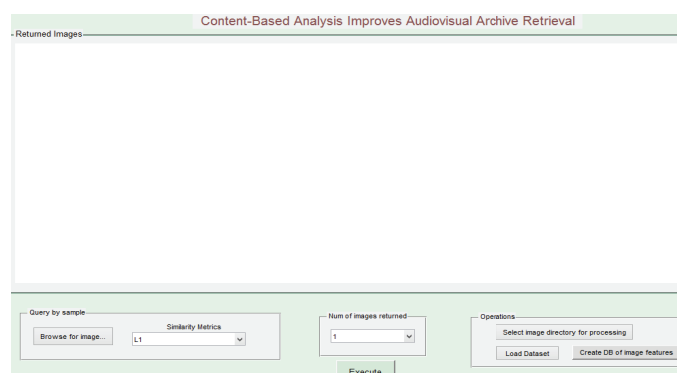 Content-Based Analysis Improves Audiovisual Archive Retrieval
Returned Images
Query by sample
Browse for image...
Similarity Metrics
L1
Num of images returned
1
Execute
Operations
Select image directory for processing
Load Dataset
Create DB of image features